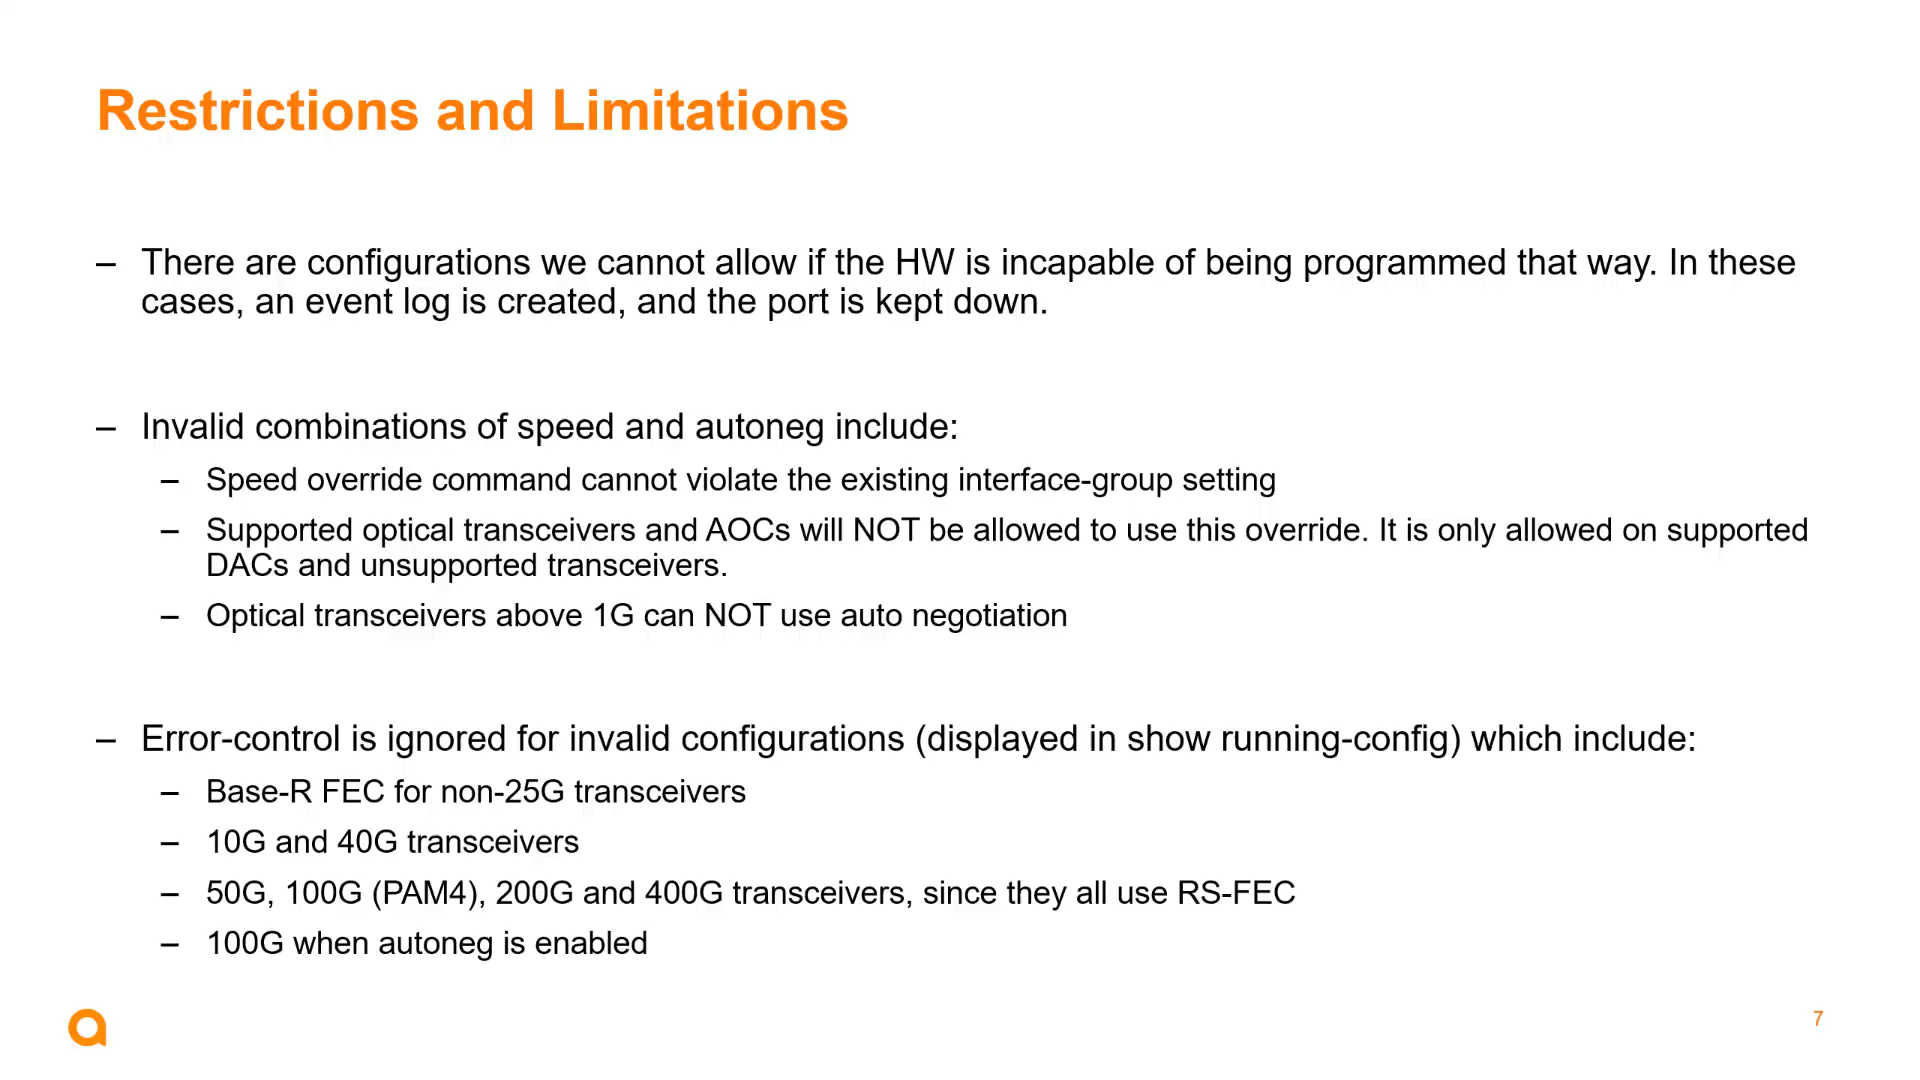 Restrictions and Limitations
– There are configurations we cannot allow if the HW is incapable of being programmed that way. In these
cases, an event log is created, and the port is kept down.
– Invalid combinations of speed and autoneg include:
– Speed override command cannot violate the existing interface-group setting
– Supported optical transceivers and AOCs will NOT be allowed to use this override. It is only allowed on supported
DACs and unsupported transceivers.
– Optical transceivers above 1G can NOT use auto negotiation
– Error-control is ignored for invalid configurations (displayed in show running-config) which include:
– Base-R FEC for non-25G transceivers
– 10G and 40G transceivers
– 50G, 100G (PAM4), 200G and 400G transceivers, since they all use RS-FEC
– 100G when autoneg is enabled
7